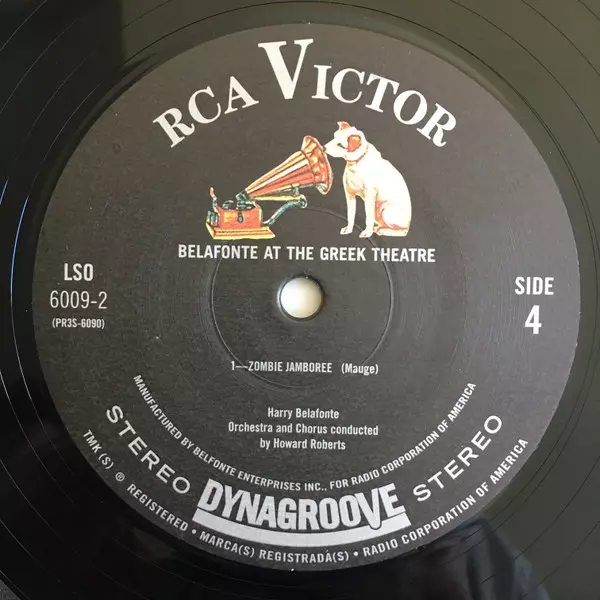 RCA VICTOR
BELAFONTE AT THE GREEK THEATRE
LSO
6009-2
(PR3S-6090)
SIDE
4
1—ZOMBIE JAMBOREE (Mauge)
Harry Belafonte
Orchestra and Chorus conducted
by Howard Roberts
MANUFACTURED BY BELFONTE ENTERPRISES INC., FOR RADIO CORPORATION OF AMERICA
STEREO DYNAGROOVE STEREO
TMK(S) ® REGISTERED • MARCA(S) REGISTRADA(S) • RADIO CORPORATION OF AMERICA